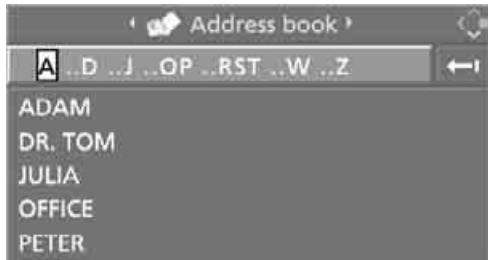 Address book
A ..D ..J ..OP ..RST ..W ..Z
ADAM
DR. TOM
JULIA
OFFICE
PETER